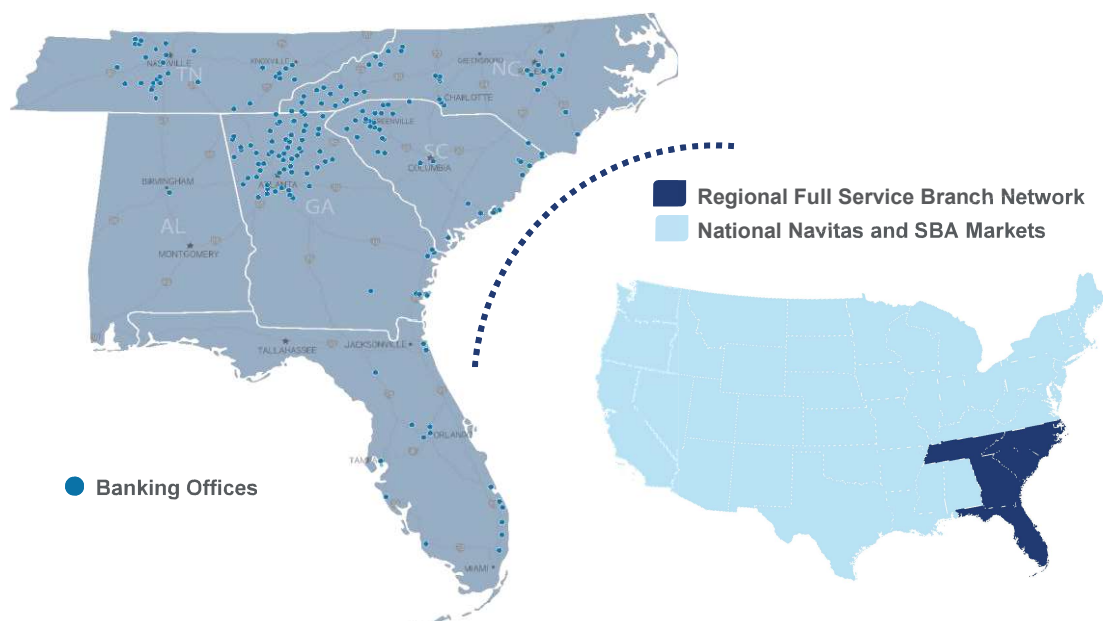 NASHVILLE
TN
KNOXVILLE
GREENSBORO
NC
CHARLOTTE
GREENVILLE
SC
COLUMBIA
BIRMINGHAM
ATLANTA
GA
AL
MONTGOMERY
TALLAHASSEE
JACKSONVILLE
ORLANDO
MIAMI
Banking Offices
Regional Full Service Branch Network
National Navitas and SBA Markets